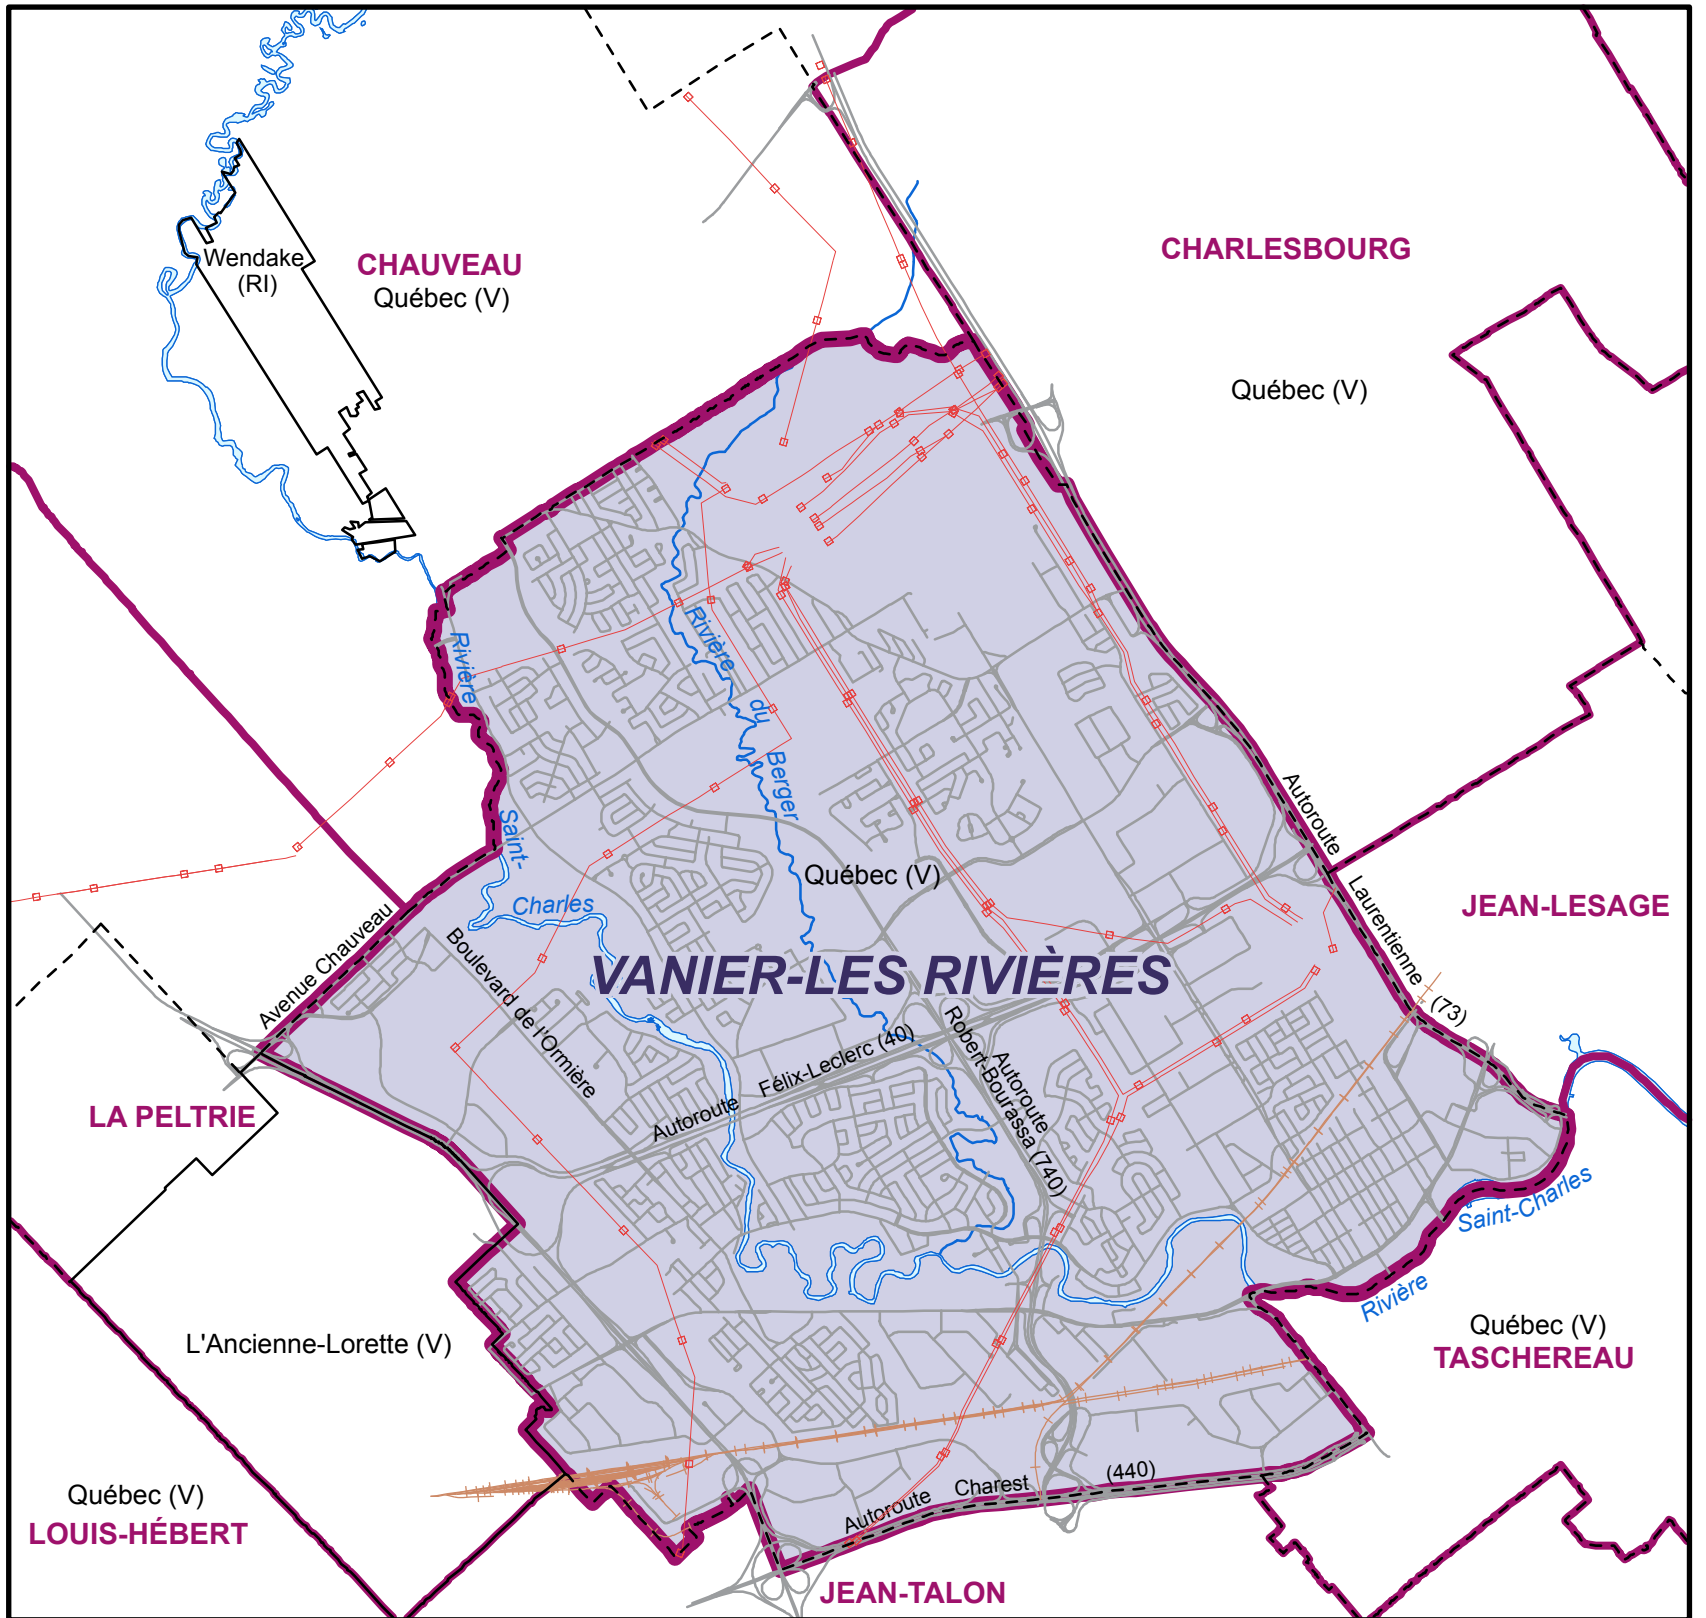 CHARLESBOURG
Wendake
(RI)
CHAUVEAU
Québec (V)
Québec (V)
Rivière
Rivière
du
Berger
Saint-
Charles
Autoroute
Laurentienne
(73)
Québec (V)
JEAN-LESAGE
Avenue Chauveau
Boulevard de l'Ormière
VANIER-LES RIVIÈRES
Autoroute
Félix-Leclerc (40)
Autoroute
Robert-Bourassa (740)
LA PELTRIE
Saint-Charles
Rivière
L'Ancienne-Lorette (V)
Québec (V)
TASCHEREAU
Québec (V)
LOUIS-HÉBERT
Autoroute
Charest
(440)
JEAN-TALON